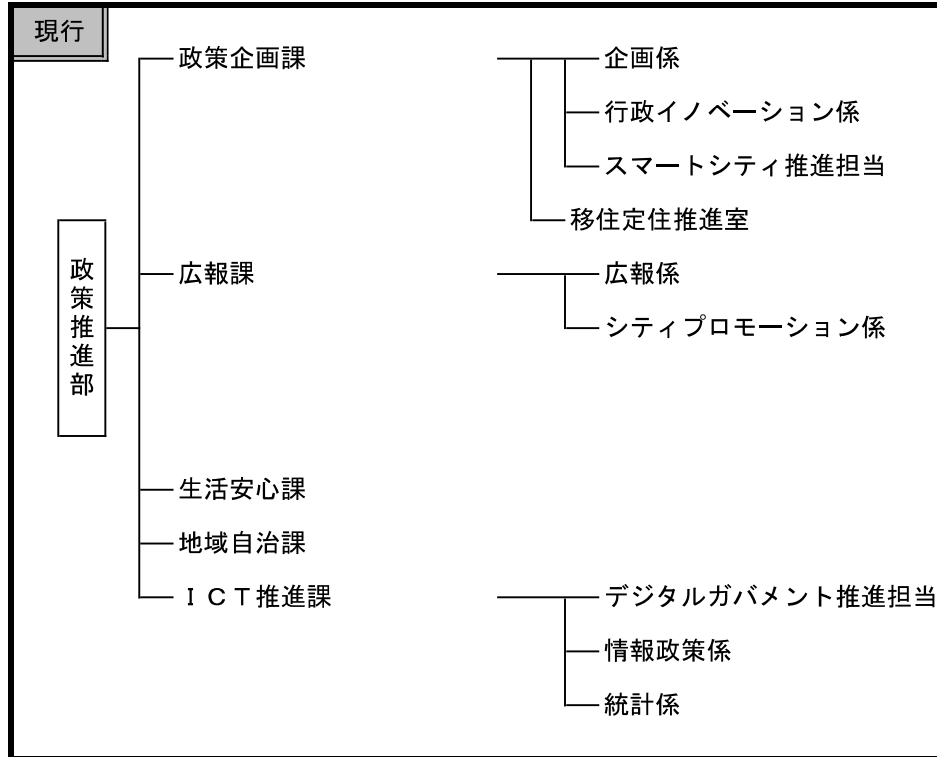 現行
政策企画課 企画係
行政イノベーション係
スマートシティ推進担当
移住定住推進室
政策推進部
広報課 広報係
シティプロモーション係
生活安心課
地域自治課
ＩＣＴ推進課 デジタルガバメント推進担当
情報政策係
統計係